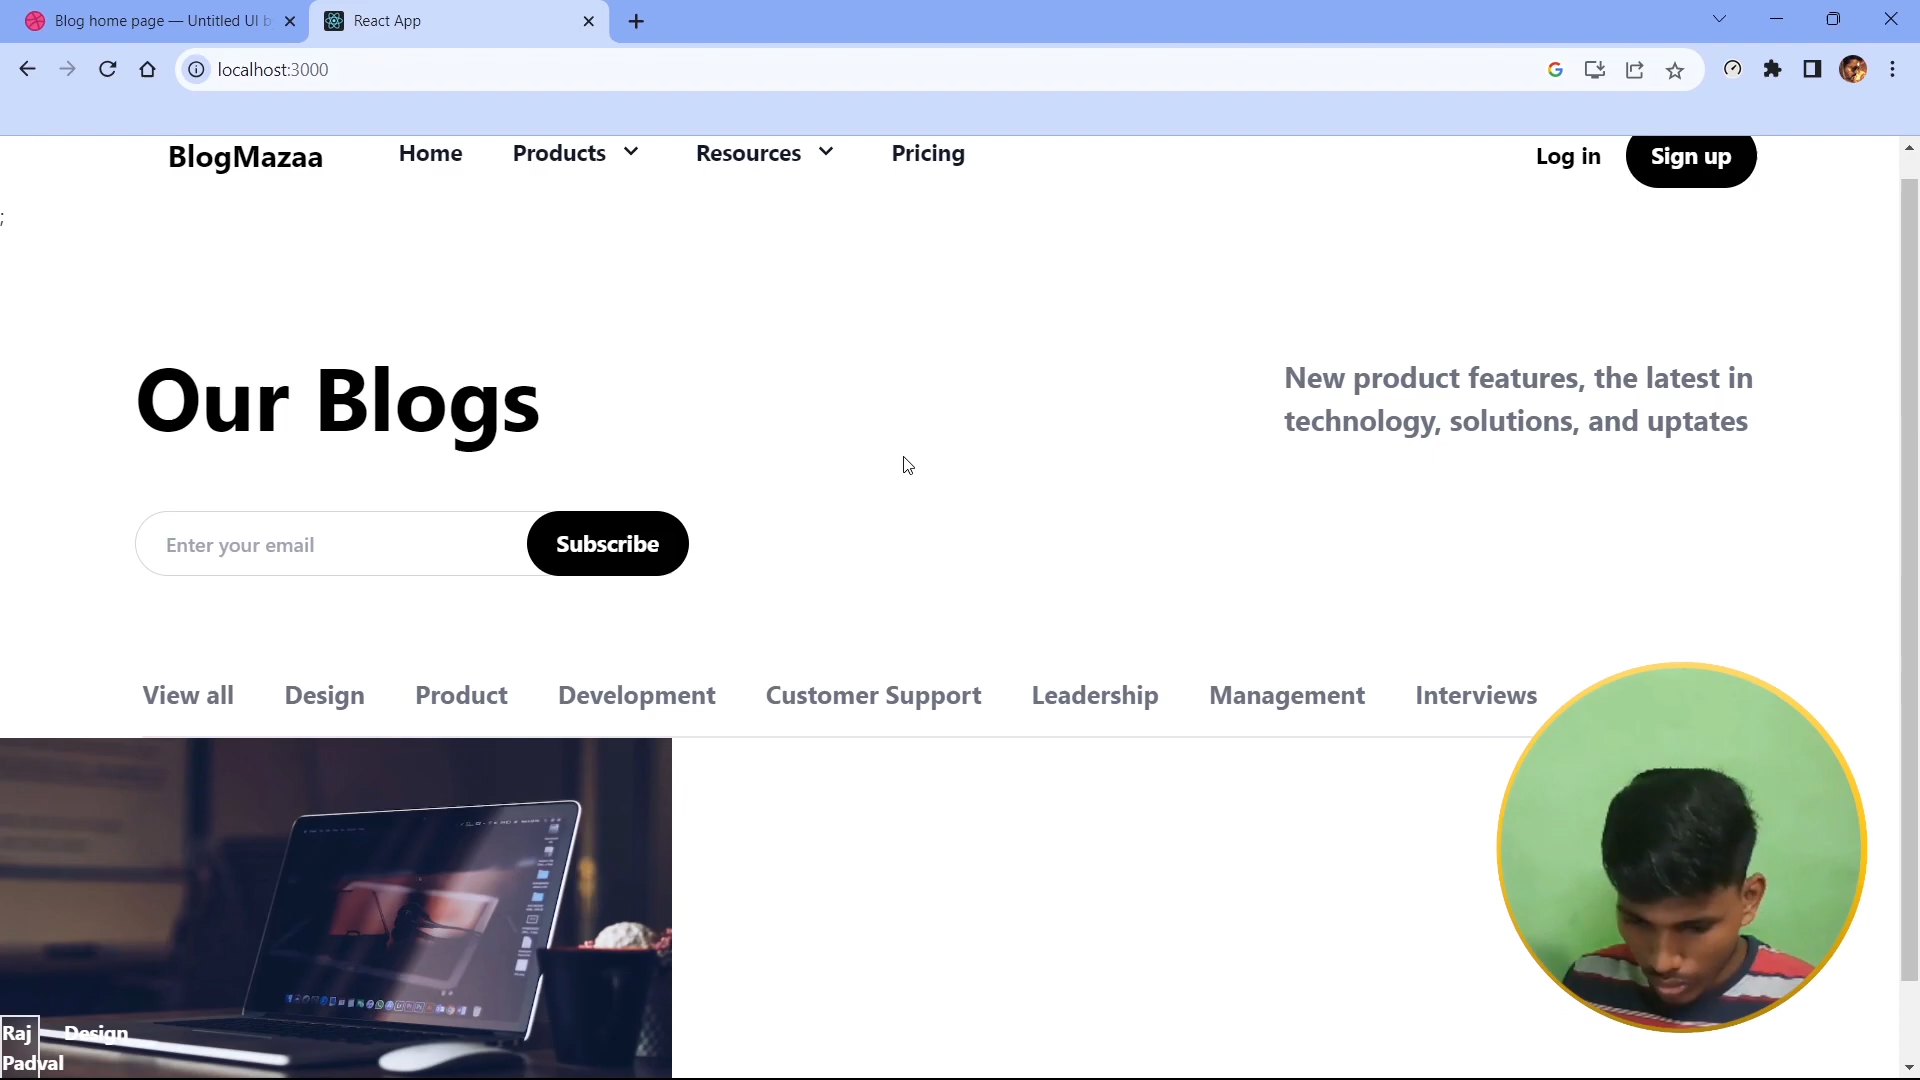 Blog home page — Untitled UI b
React App
localhost:3000
BlogMazaa
Home
Products
Resources
Pricing
Log in
Sign up
;
Our Blogs
New product features, the latest in
technology, solutions, and uptates
Enter your email
Subscribe
View all
Design
Product
Development
Customer Support
Leadership
Management
Interviews
Raj
Padval
Design